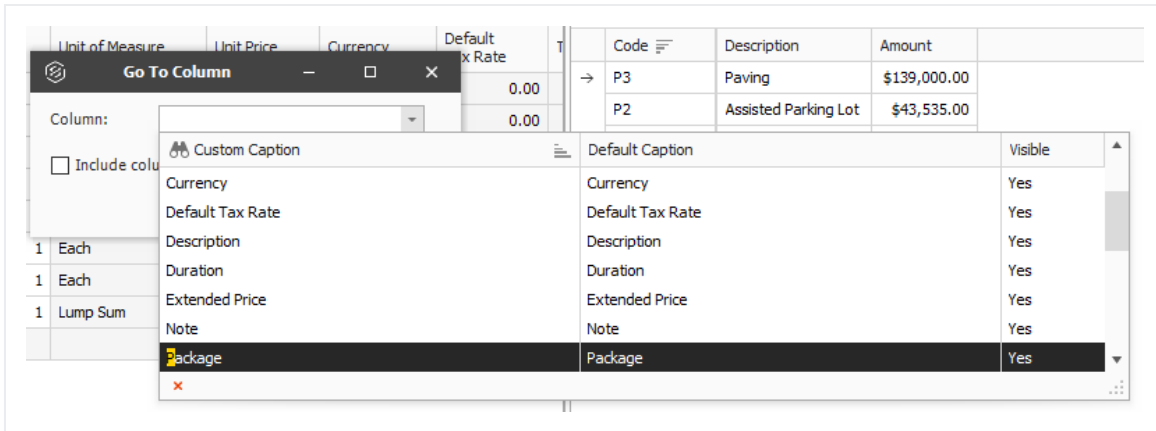 Unit of Measure Unit Price Currency Default Tax Rate T
Code Description Amount
Go To Column
0.00
→ P3 Paving $139,000.00
Column:
0.00
P2 Assisted Parking Lot $43,535.00
Include colu
Custom Caption Default Caption Visible
Currency Currency Yes
Default Tax Rate Default Tax Rate Yes
Description Description Yes
1 Each
Duration Duration Yes
1 Each
Extended Price Extended Price Yes
1 Lump Sum
Note Note Yes
Package Package Yes